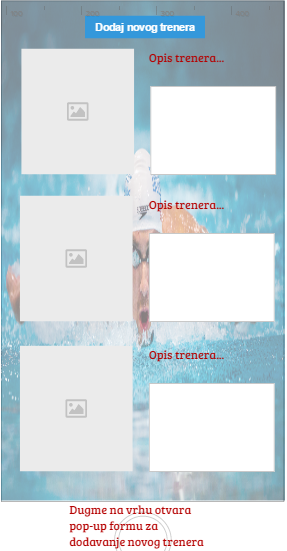 Dodaj novog trenera
Opis trenera...
Opis trenera...
Opis trenera...
Dugme na vrhu otvara
pop-up formu za
dodavanje novog trenera